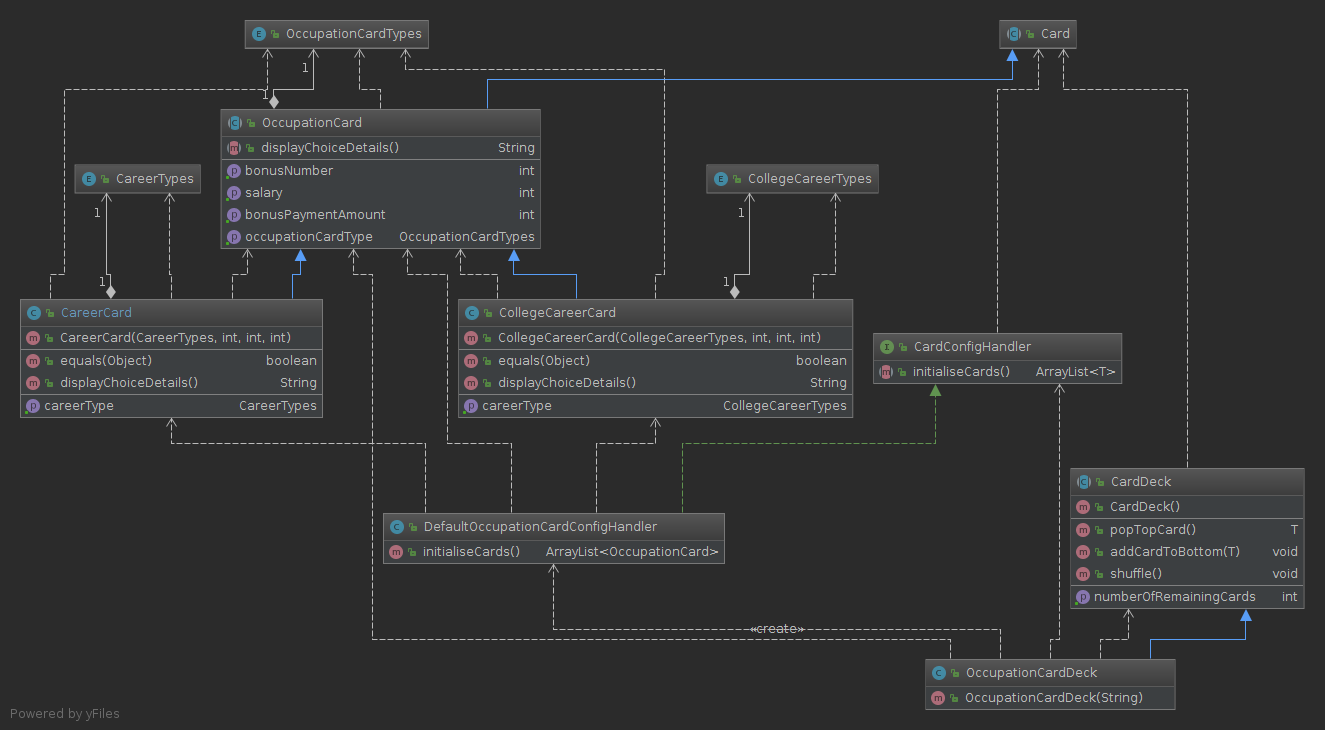 OccupationCardTypes
Card
1
1
OccupationCard
displayChoiceDetails() String
bonusNumber int
salary int
bonusPaymentAmount int
occupationCardType OccupationCardTypes
CareerTypes
CollegeCareerTypes
1
1
1
1
CareerCard
CareerCard(CareerTypes, int, int, int)
equals(Object) boolean
displayChoiceDetails() String
careerType CareerTypes
CollegeCareerCard
CollegeCareerCard(CollegeCareerTypes, int, int, int)
equals(Object) boolean
displayChoiceDetails() String
careerType CollegeCareerTypes
CardConfigHandler
initialiseCards() ArrayList<T>
CardDeck
CardDeck()
popTopCard() T
addCardToBottom(T) void
shuffle() void
numberOfRemainingCards int
DefaultOccupationCardConfigHandler
initialiseCards() ArrayList<OccupationCard>
«create»
OccupationCardDeck
OccupationCardDeck(String)
Powered by yFiles